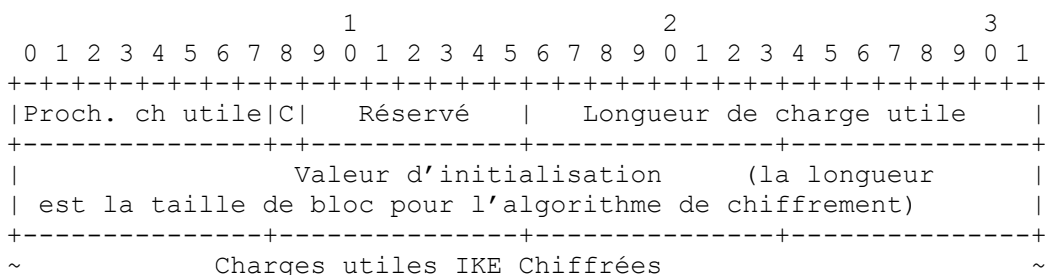 1                   2                   3
 0 1 2 3 4 5 6 7 8 9 0 1 2 3 4 5 6 7 8 9 0 1 2 3 4 5 6 7 8 9 0 1
+-+-+-+-+-+-+-+-+-+-+-+-+-+-+-+-+-+-+-+-+-+-+-+-+-+-+-+-+-+-+-+-+
|Proch. ch utile|C|   Réservé   |   Longueur de charge utile    |
+---------------+-+-------------+---------------+---------------+
|                 Valeur d’initialisation    (la longueur       |
| est la taille de bloc pour l'algorithme de chiffrement)       |
+---------------+---------------+---------------+---------------+
~            Charges utiles IKE Chiffrées                       ~